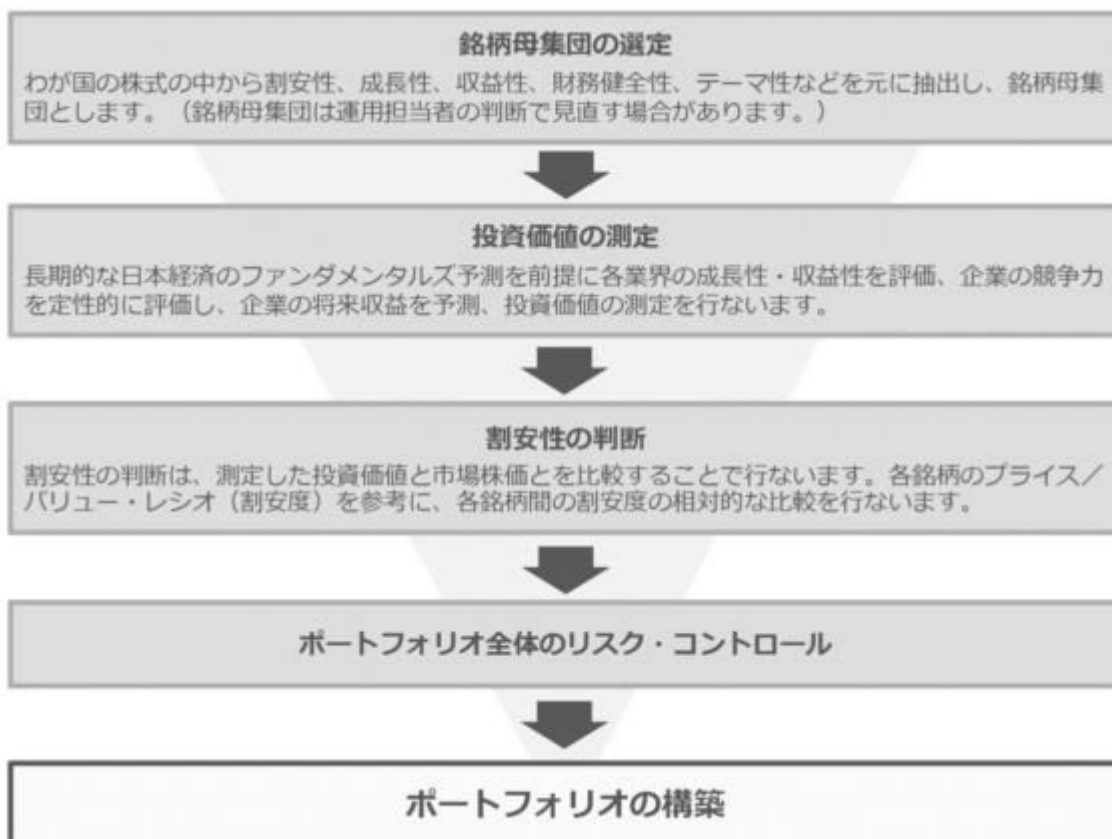 銘柄母集団の選定
わが国の株式の中から割安性、成長性、収益性、財務健全性、テーマ性などを元に抽出し、銘柄母集
団とします。（銘柄母集団は運用担当者の判断で見直す場合があります。）
投資価値の測定
長期的な日本経済のファンダメンタルズ予測を前提に各業界の成長性・収益性を評価、企業の競争力
を定性的に評価し、企業の将来収益を予測、投資価値の測定を行ないます。
割安性の判断
割安性の判断は、測定した投資価値と市場株価とを比較することで行ないます。各銘柄のプライス／
バリュー・レシオ（割安度）を参考に、各銘柄間の割安度の相対的な比較を行ないます。
ポートフォリオ全体のリスク・コントロール
ポートフォリオの構築